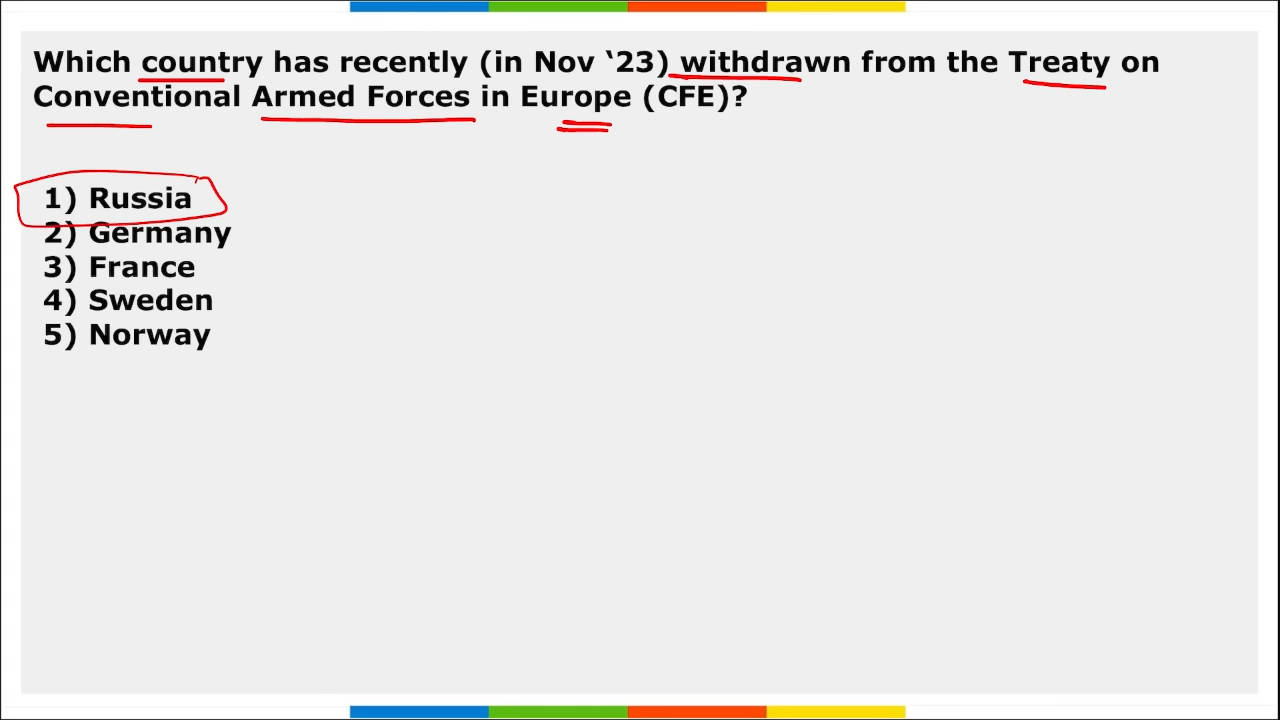 Which country has recently (in Nov ‘23) withdrawn from the Treaty on
Conventional Armed Forces in Europe (CFE)?
1) Russia
2) Germany
3) France
4) Sweden
5) Norway